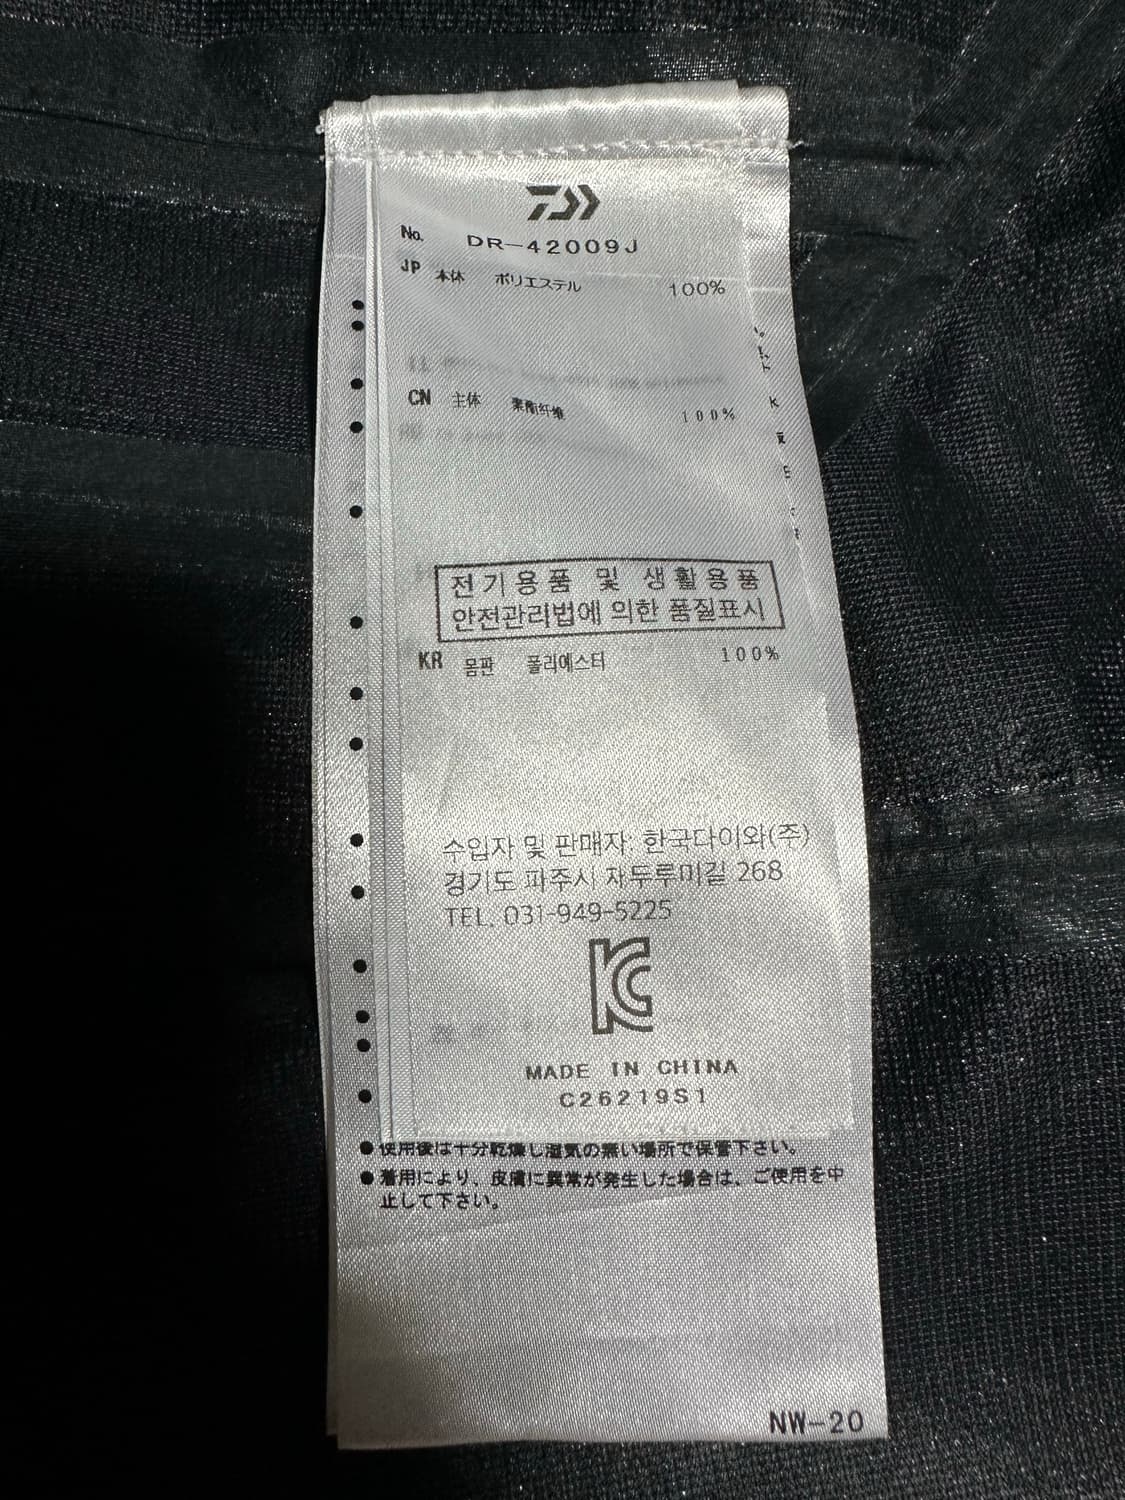 No. DR-42009J
JP 本体 ポリエステル 100%
CN 主体 聚酯纤维 100%
전기용품 및 생활용품
안전관리법에 의한 품질표시
KR 몸판 폴리에스터 100%
수입자 및 판매자: 한국다이와(주)
경기도 파주시 재두루미길 268
TEL. 031-949-5225
KC
MADE IN CHINA
C26219S1
●使用後は十分乾燥し湿気の無い場所で保管下さい。
●着用により、皮膚に異常が発生した場合は、ご使用を中
止して下さい。
NW-20